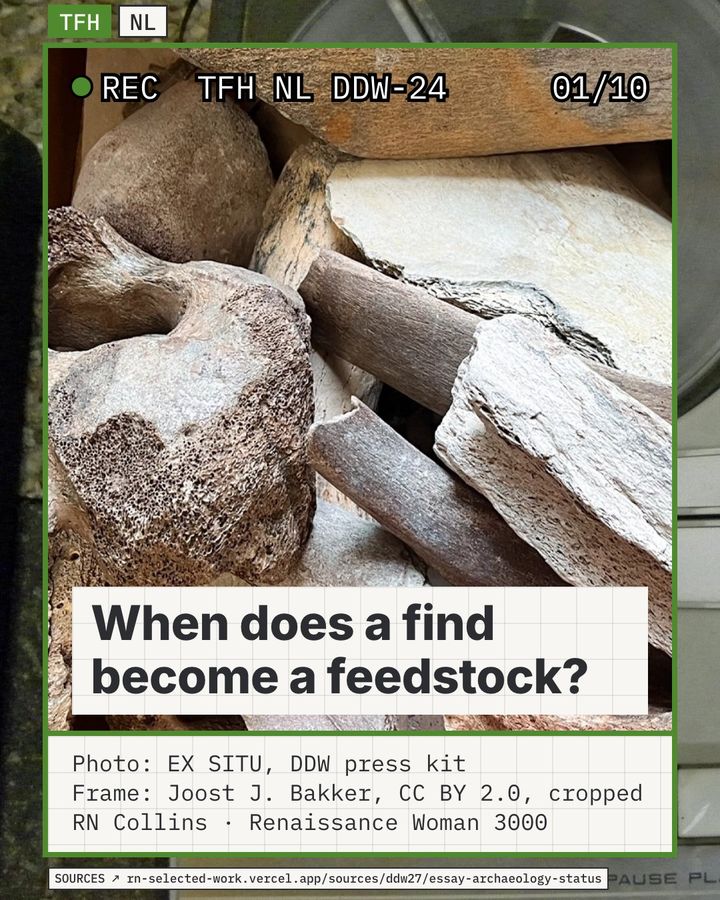 TFH NL
REC TFH NL DDW-24 01/10
When does a find
become a feedstock?
Photo: EX SITU, DDW press kit
Frame: Joost J. Bakker, CC BY 2.0, cropped
RN Collins · Renaissance Woman 3000
SOURCES ↗ rn-selected-work.vercel.app/sources/ddw27/essay-archaeology-status
PAUSE